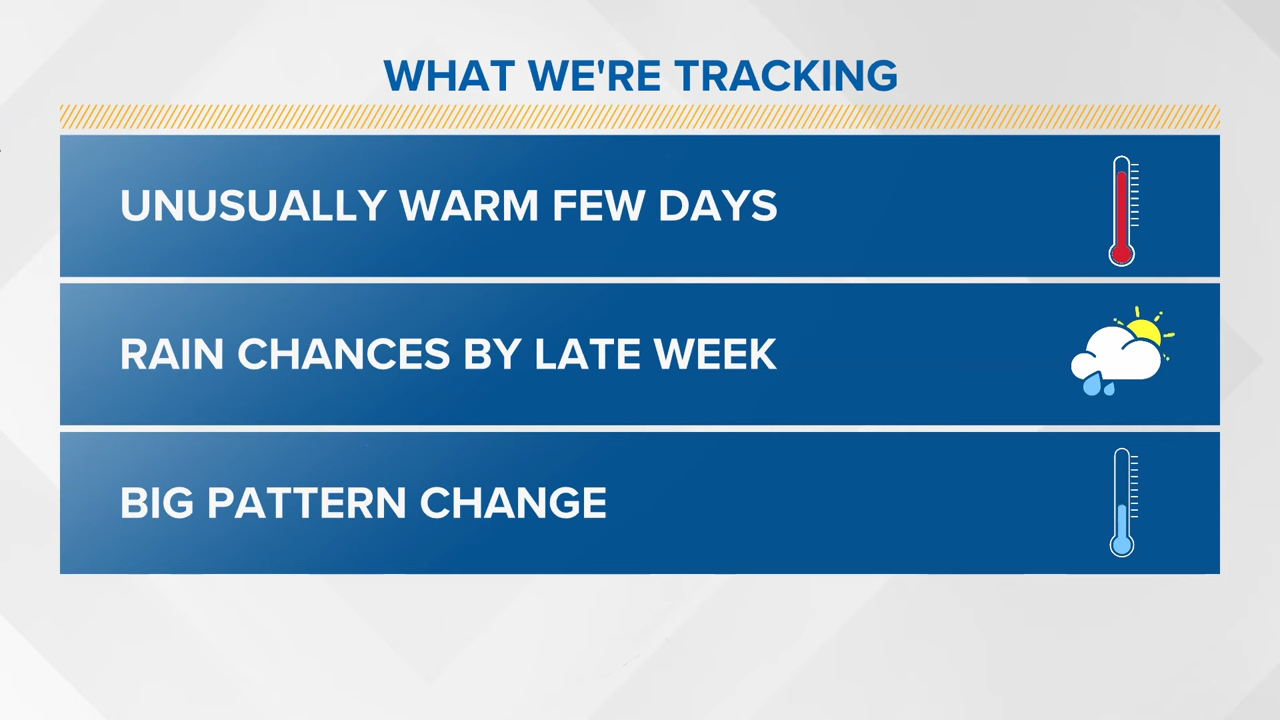 WHAT WE'RE TRACKING
UNUSUALLY WARM FEW DAYS
RAIN CHANCES BY LATE WEEK
BIG PATTERN CHANGE